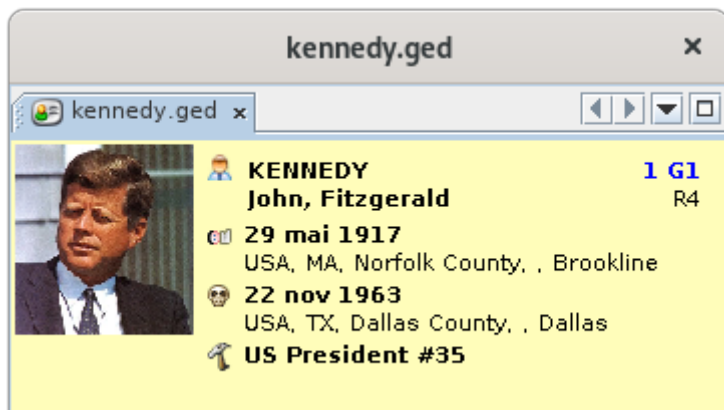 kennedy.ged
kennedy.ged
KENNEDY 1 G1
John, Fitzgerald R4
29 mai 1917
USA, MA, Norfolk County, , Brookline
22 nov 1963
USA, TX, Dallas County, , Dallas
US President #35